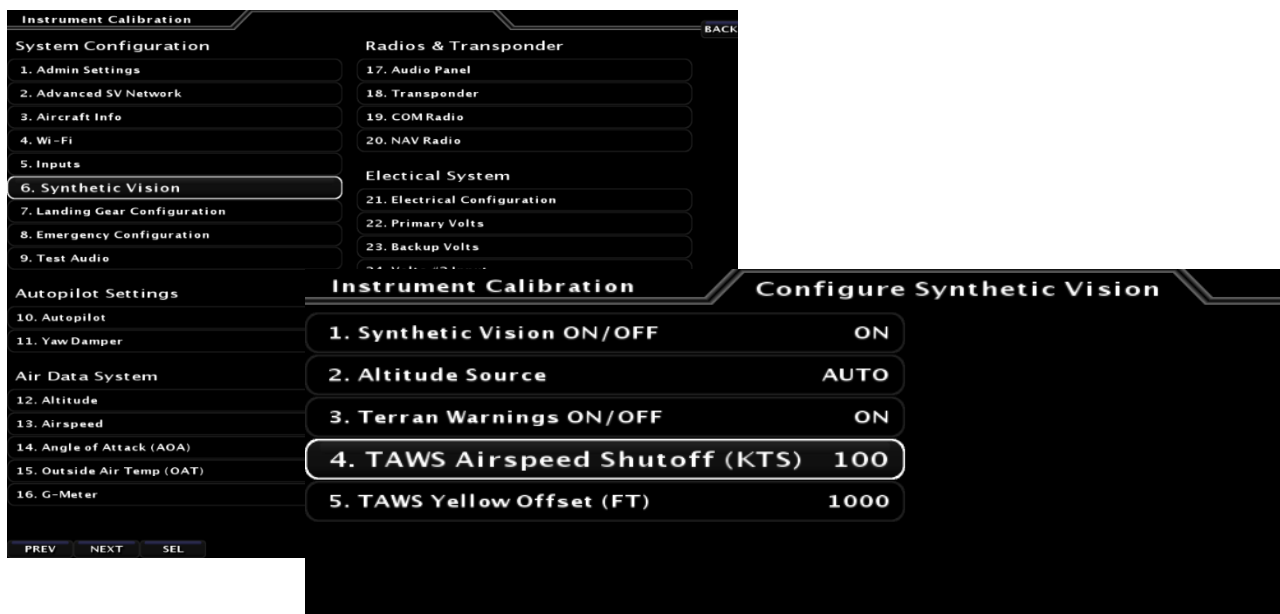 Instrument Calibration
BACK
System Configuration
1. Admin Settings
2. Advanced SV Network
3. Aircraft Info
4. Wi-Fi
5. Inputs
6. Synthetic Vision
7. Landing Gear Configuration
8. Emergency Configuration
9. Test Audio
Autopilot Settings
10. Autopilot
11. Yaw Damper
Air Data System
12. Altitude
13. Airspeed
14. Angle of Attack (AOA)
15. Outside Air Temp (OAT)
16. G-Meter
Radios & Transponder
17. Audio Panel
18. Transponder
19. COM Radio
20. NAV Radio
Electical System
21. Electrical Configuration
22. Primary Volts
23. Backup Volts
PREV NEXT SEL
Instrument Calibration
Configure Synthetic Vision
1. Synthetic Vision ON/OFF ON
2. Altitude Source AUTO
3. Terran Warnings ON/OFF ON
4. TAWS Airspeed Shutoff (KTS) 100
5. TAWS Yellow Offset (FT) 1000